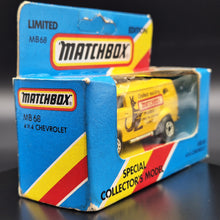 LIMITED EDITION
MB68
MATCHBOX
MATCHBOX
MB 68
4×4 CHEVROLET
SPECIAL
COLLECTOR'S MODEL